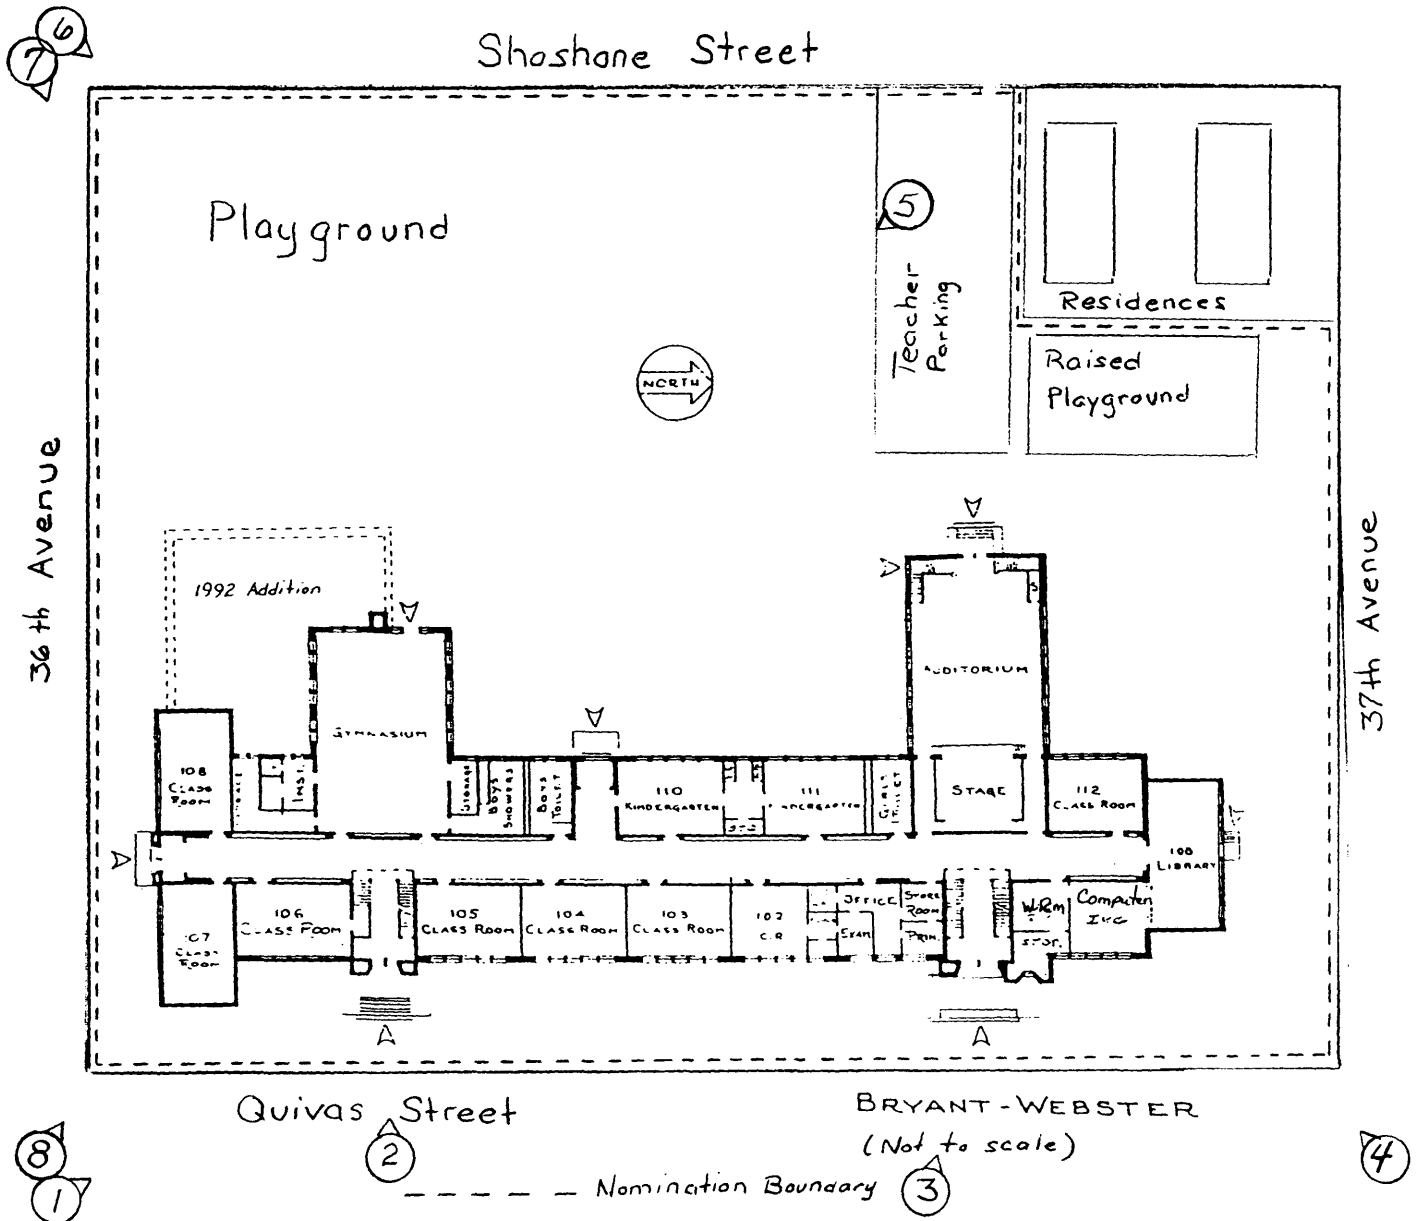 6
7
Shoshone Street
Playground
5
Teacher
Parking
Residences
Raised
Playground
NORTH
36th Avenue
37th Avenue
1992 Addition
AUDITORIUM
GYMNASIUM
108
CLASS
ROOM
INST.
STORAGE
BOYS
SHOWERS
BOYS
TOILET
110
KINDERGARTEN
111
KINDERGARTEN
GIRLS
TOILET
STAGE
112
CLASS ROOM
100
LIBRARY
107
CLASS
ROOM
106
CLASS ROOM
105
CLASS ROOM
104
CLASS ROOM
103
CLASS ROOM
102
C.R
OFFICE
EXAM
STORE
ROOM
PRIN.
W.Rm
STOR.
Computer
Quivas Street
BRYANT-WEBSTER
(Not to scale)
8
1
2
3
4
Nomination Boundary